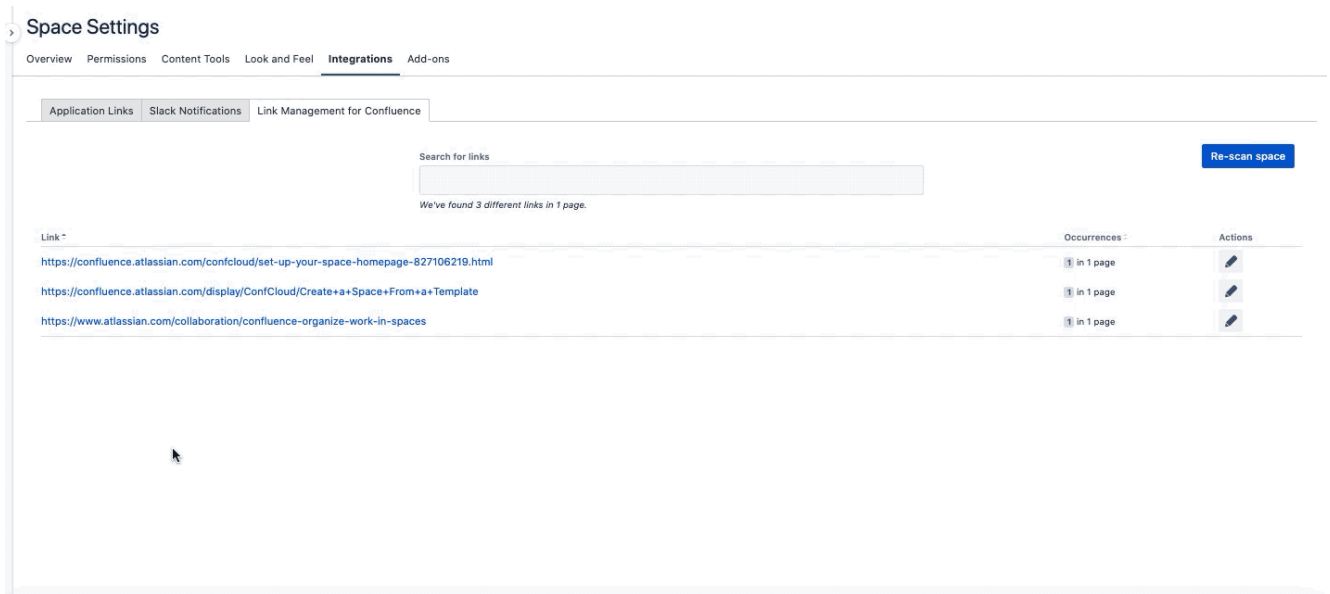 Space Settings
Overview Permissions Content Tools Look and Feel Integrations Add-ons
Application Links Slack Notifications Link Management for Confluence
Search for links
Re-scan space
We've found 3 different links in 1 page.
Link Occurrences Actions
https://confluence.atlassian.com/confcloud/set-up-your-space-homepage-827106219.html 1 in 1 page
https://confluence.atlassian.com/display/ConfCloud/Create+a+Space+From+a+Template 1 in 1 page
https://www.atlassian.com/collaboration/confluence-organize-work-in-spaces 1 in 1 page